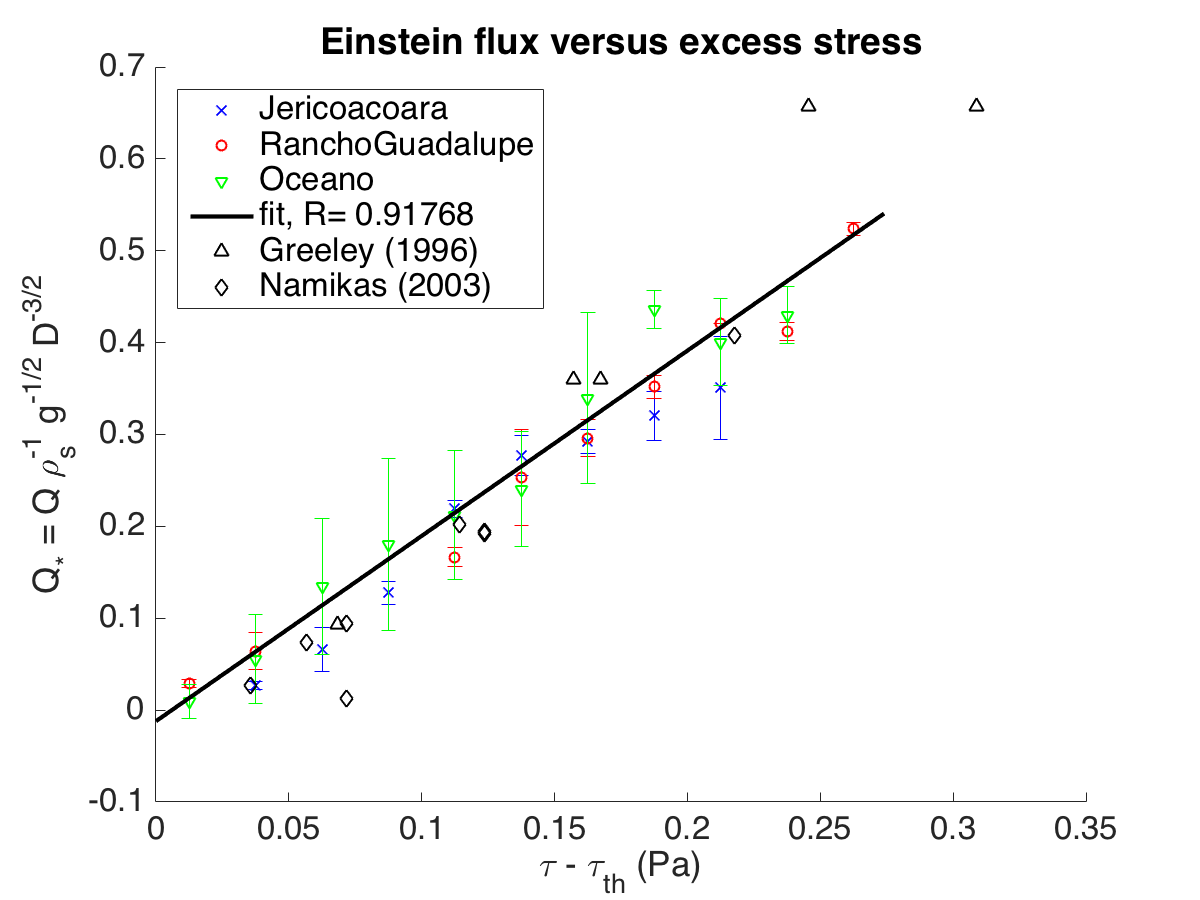 Einstein flux versus excess stress
0.7
0.6
0.5
0.4
0.3
0.2
0.1
0
-0.1
Q* = Q ρs^-1 g^-1/2 D^-3/2
Jericoacoara
RanchoGuadalupe
Oceano
fit, R= 0.91768
Greeley (1996)
Namikas (2003)
0 0.05 0.1 0.15 0.2 0.25 0.3 0.35
τ - τth (Pa)